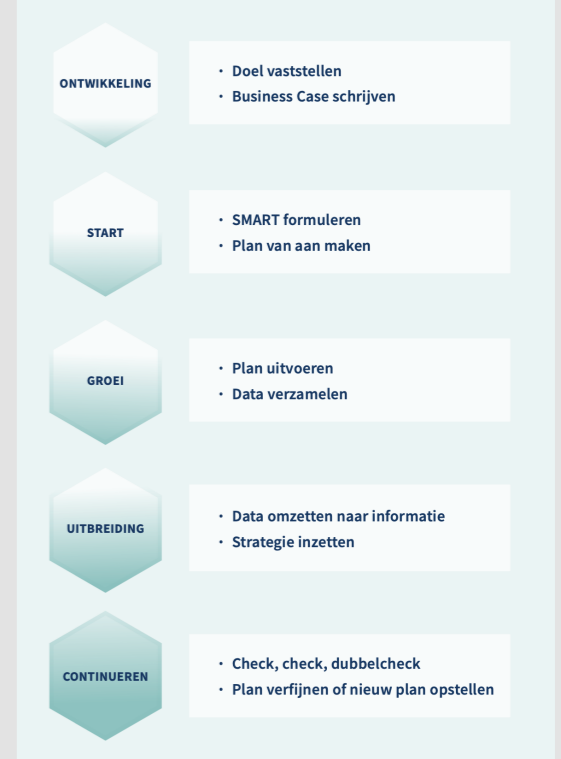 ONTWIKKELING
• Doel vaststellen
• Business Case schrijven
START
• SMART formuleren
• Plan van aan maken
GROEI
• Plan uitvoeren
• Data verzamelen
UITBREIDING
• Data omzetten naar informatie
• Strategie inzetten
CONTINUEREN
• Check, check, dubbelcheck
• Plan verfijnen of nieuw plan opstellen